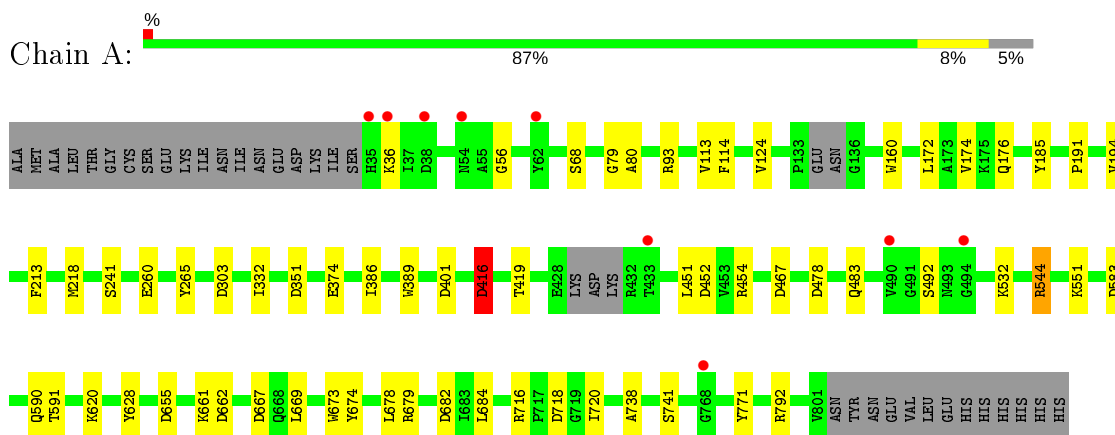 %
Chain A:
87% 8% 5%
ALA MET ALA LEU THR GLY CYS SER GLU LYS ILE ASN ILE ASN GLU ASP LYS ILE SER H35 K36 I37 D38 N54 A55 G56 Y62 S68 G79 A80 R93 V113 F114 V124 P133 GLU ASN G136 W160 L172 A173 V174 K175 Q176 Y185 P191
F213 M218 S241 E260 Y265 D303 I332 D351 E374 I386 W389 D401 D416 T419 E428 LYS ASP LYS R432 T433 L451 D452 V453 R454 D467 D478 Q483 V490 G491 S492 N493 G494 K532 R544 K551 D583
Q590 T591 K620 Y628 D655 K661 D662 D667 Q668 L669 W673 Y674 L678 R679 D682 I683 L684 R716 P717 D718 G719 I720 A738 S741 G768 Y771 R792 V801 ASN TYR ASN GLU VAL LEU GLU HIS HIS HIS HIS HIS HIS